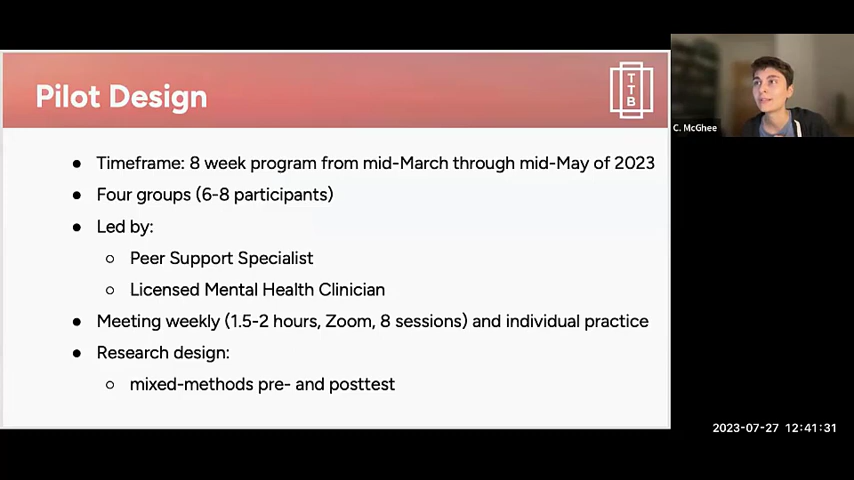 Pilot Design
T
T
B
C. McGhee
● Timeframe: 8 week program from mid-March through mid-May of 2023
● Four groups (6-8 participants)
● Led by:
○ Peer Support Specialist
○ Licensed Mental Health Clinician
● Meeting weekly (1.5-2 hours, Zoom, 8 sessions) and individual practice
● Research design:
○ mixed-methods pre- and posttest
2023-07-27 12:41:31